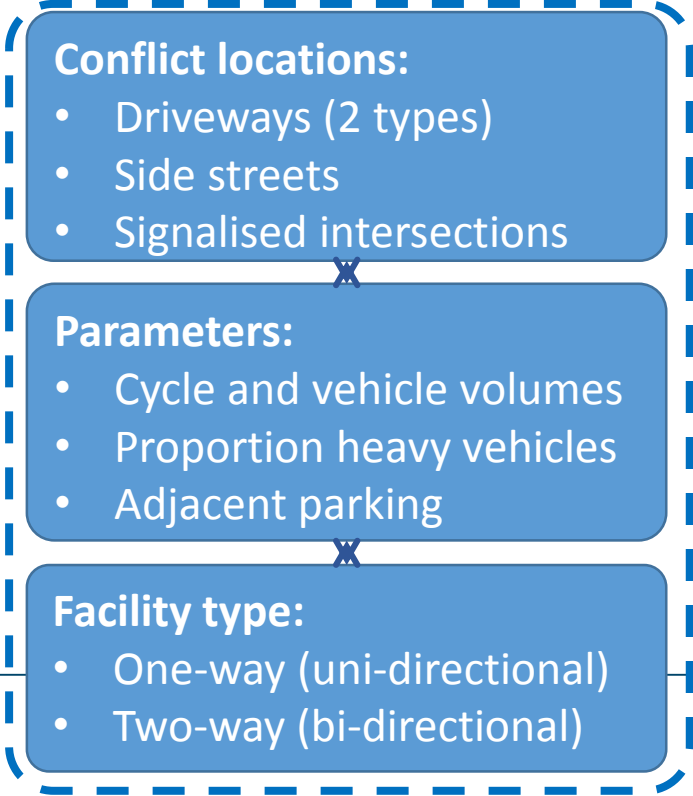 Conflict locations:
• Driveways (2 types)
• Side streets
• Signalised intersections
Parameters:
• Cycle and vehicle volumes
• Proportion heavy vehicles
• Adjacent parking
Facility type:
• One-way (uni-directional)
• Two-way (bi-directional)